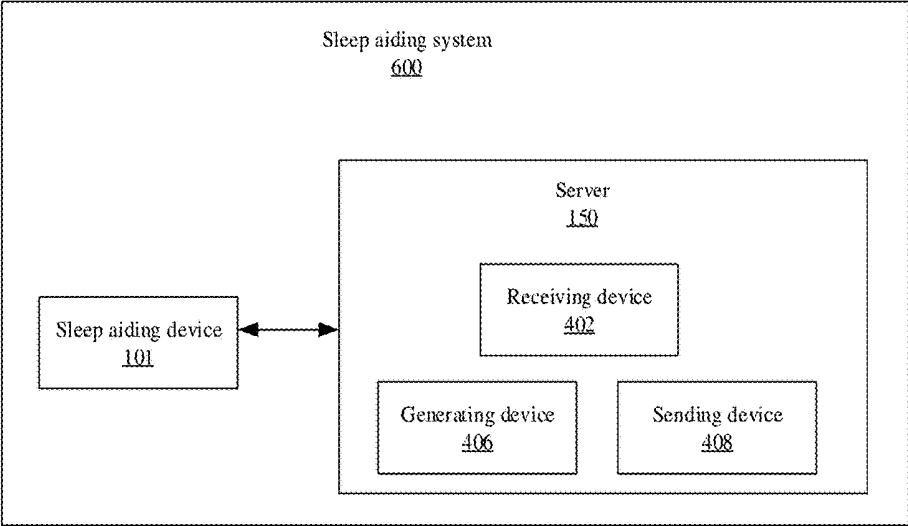 Sleep aiding system
600
Server
150
Receiving device
402
Sleep aiding device
101
Generating device
406
Sending device
408